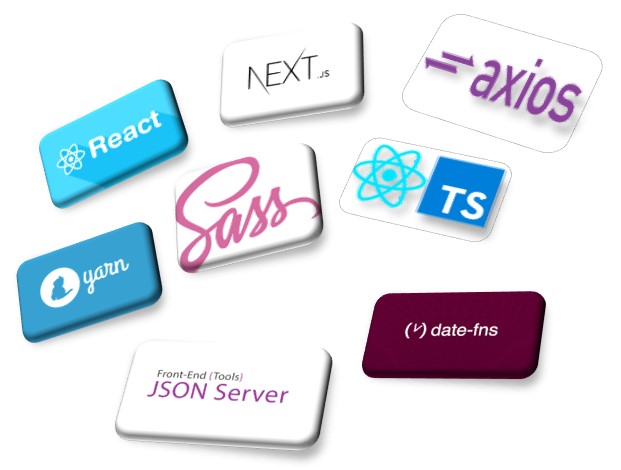 NEXT.JS
axios
React
Sass
TS
yarn
date-fns
Front-End {Tools}
JSON Server